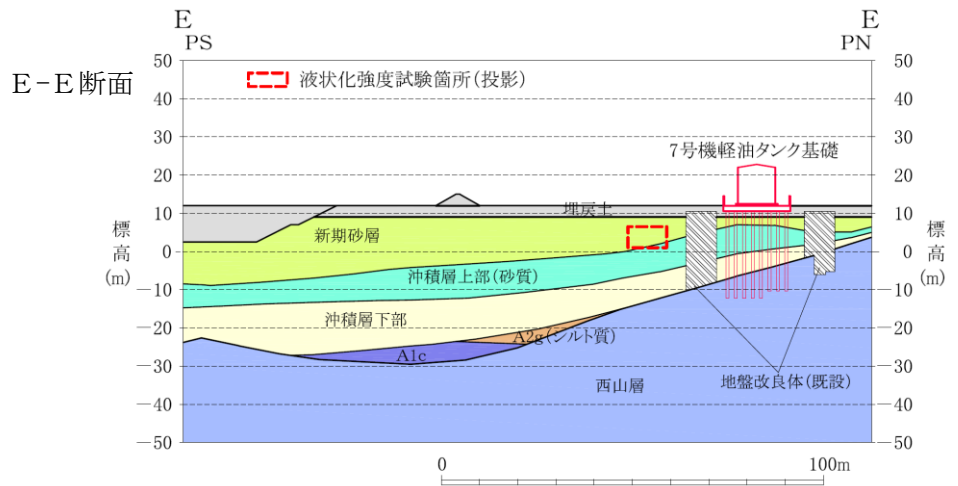 E E
PS PN
E-E断面
液状化強度試験箇所(投影)
50 50
40 40
30 30
7号機軽油タンク基礎
20 20
埋戻土
10 10
標高(m) 標高(m)
新期砂層
0 0
沖積層上部(砂質)
-10 -10
沖積層下部
-20 -20
A2g(シルト質)
A1c
-30 -30
西山層
地盤改良体(既設)
-40 -40
-50 -50
0 100m